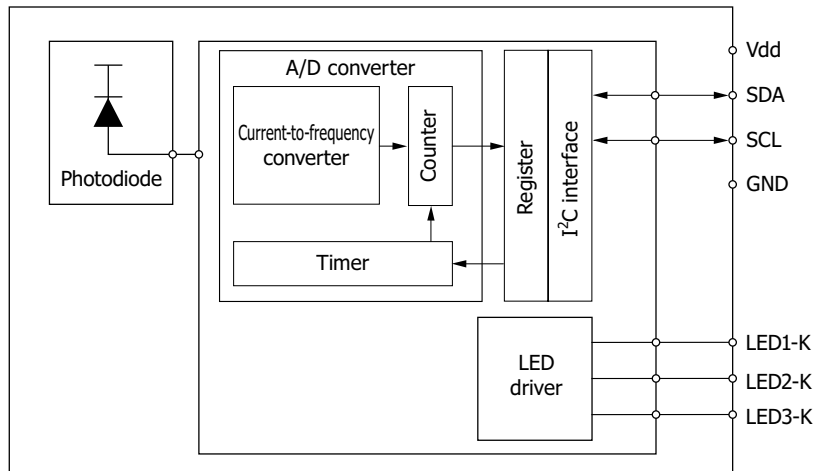 A/D converter
Current-to-frequency
converter
Counter
Timer
Register
I²C interface
Photodiode
LED
driver
Vdd
SDA
SCL
GND
LED1-K
LED2-K
LED3-K